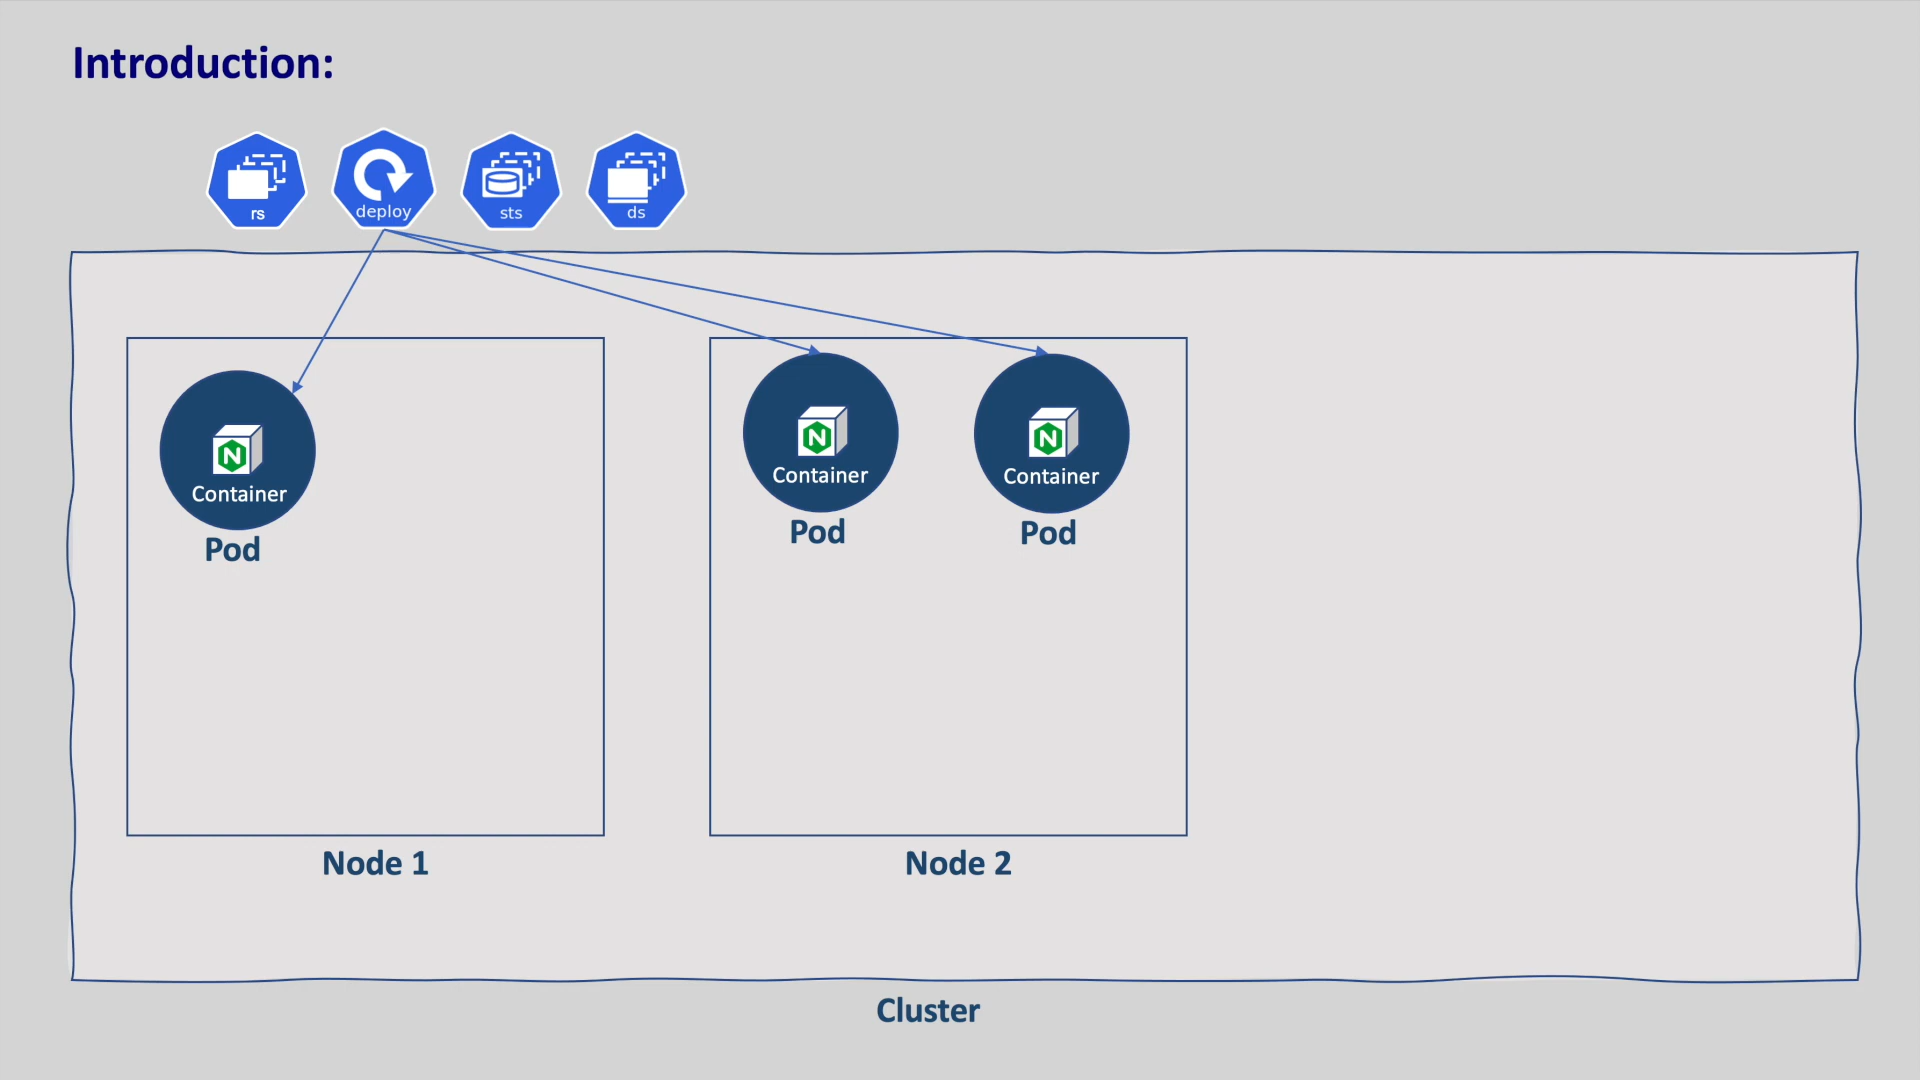 Introduction:
rs
deploy
sts
ds
N
Container
Pod
N
Container
Pod
N
Container
Pod
Node 1
Node 2
Cluster